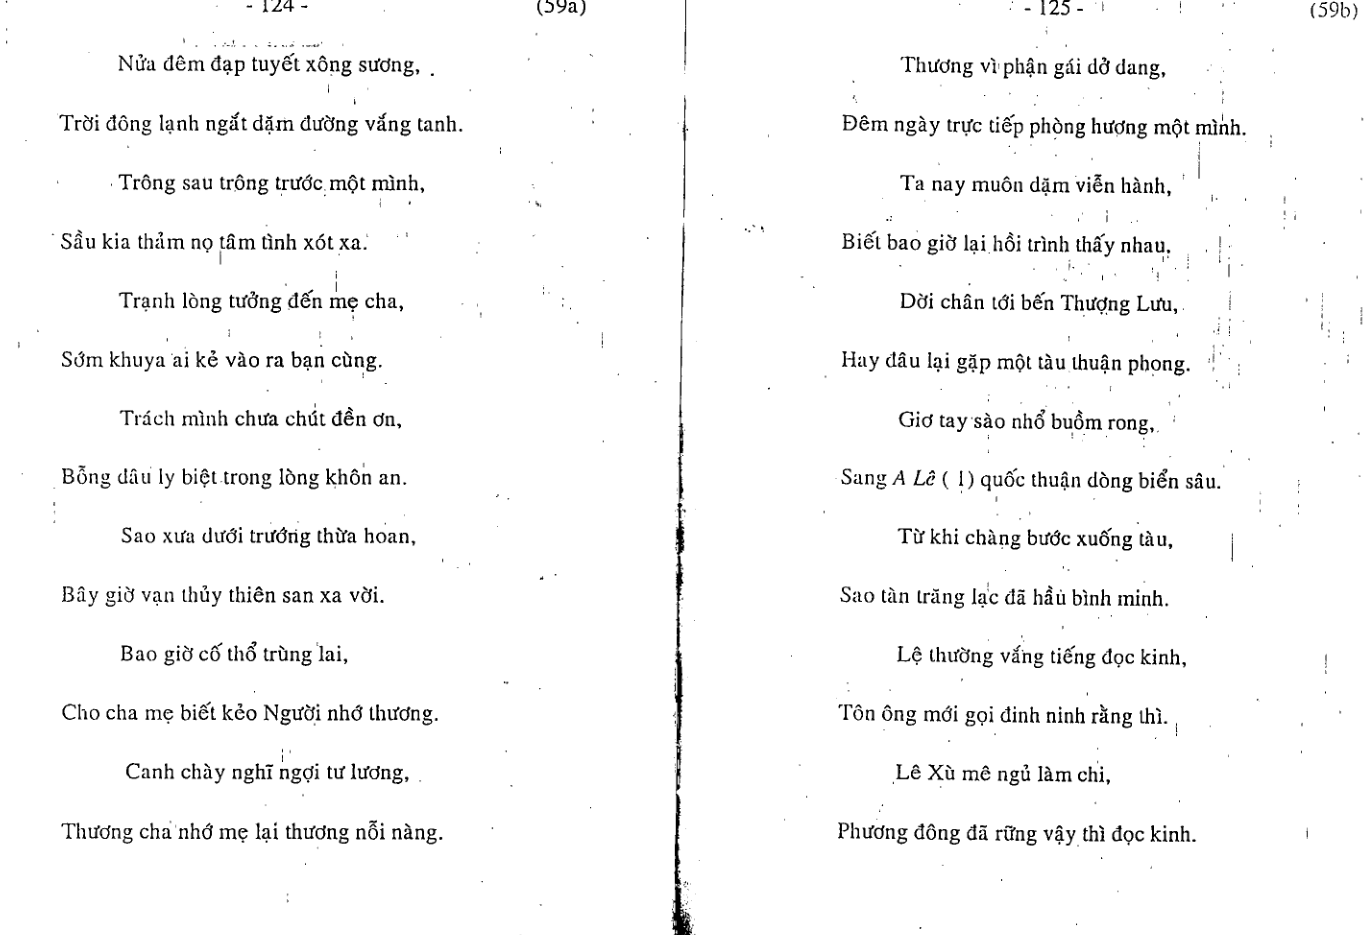 - 124 -
(59a)
Nửa đêm đạp tuyết xông sương,
Trời đông lạnh ngắt dặm đường vắng tanh.
Trông sau trông trước một mình,
Sầu kia thảm nọ tâm tình xót xa.
Trạnh lòng tưởng đến mẹ cha,
Sớm khuya ai kẻ vào ra bạn cùng.
Trách mình chưa chút đền ơn,
Bỗng dâu ly biệt trong lòng khôn an.
Sao xưa dưới trướng thừa hoan,
Bây giờ vạn thủy thiên san xa vời.
Bao giờ cố thổ trùng lai,
Cho cha mẹ biết kẻo Người nhớ thương.
Canh chày nghĩ ngợi tư lương,
Thương cha nhớ mẹ lại thương nỗi nàng.
- 125 -
(59b)
Thương vì phận gái dở dang,
Đêm ngày trực tiếp phòng hương một mình.
Ta nay muôn dặm viễn hành,
Biết bao giờ lại hồi trình thấy nhau.
Dời chân tới bến Thượng Lưu,
Hay đâu lại gặp một tàu thuận phong.
Giơ tay sào nhổ buồm rong,
Sang A Lê ( 1) quốc thuận dòng biển sâu.
Từ khi chàng bước xuống tàu,
Sao tàn trăng lạc đã hầu bình minh.
Lệ thường vắng tiếng đọc kinh,
Tôn ông mới gọi đinh ninh rằng thì.
Lê Xù mê ngủ làm chi,
Phương đông đã rững vậy thì đọc kinh.